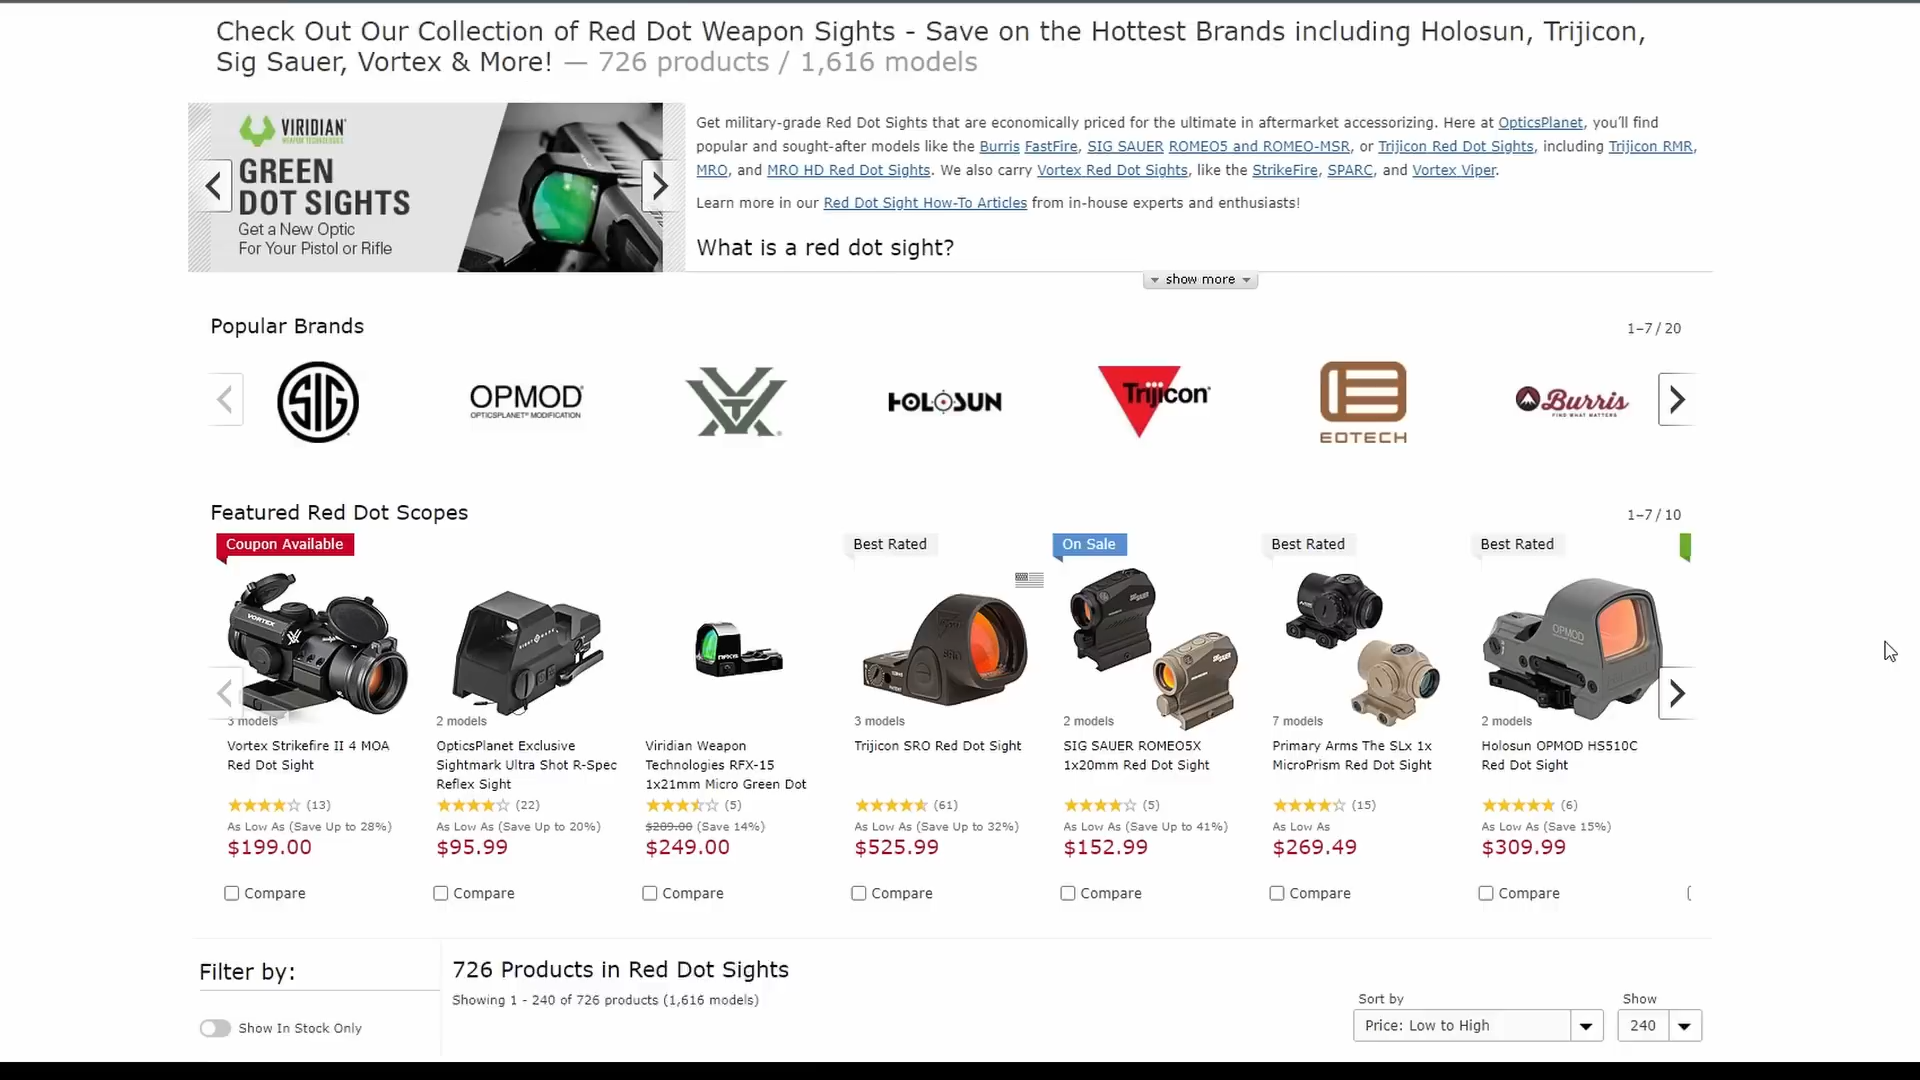 Check Out Our Collection of Red Dot Weapon Sights - Save on the Hottest Brands including Holosun, Trijicon,
Sig Sauer, Vortex & More! — 726 products / 1,616 models
VIRIDIAN
WEAPON TECHNOLOGIES
GREEN
DOT SIGHTS
Get a New Optic
For Your Pistol or Rifle
Get military-grade Red Dot Sights that are economically priced for the ultimate in aftermarket accessorizing. Here at OpticsPlanet, you'll find
popular and sought-after models like the Burris FastFire, SIG SAUER ROMEO5 and ROMEO-MSR, or Trijicon Red Dot Sights, including Trijicon RMR,
MRO, and MRO HD Red Dot Sights. We also carry Vortex Red Dot Sights, like the StrikeFire, SPARC, and Vortex Viper.
Learn more in our Red Dot Sight How-To Articles from in-house experts and enthusiasts!
What is a red dot sight?
show more
Popular Brands
1-7 / 20
SIG
OPMOD
OPTICSPLANET® MODIFICATION
HOLOSUN
Trijicon
EOTECH
Burris
FIND WHAT MATTERS
Featured Red Dot Scopes
1-7 / 10
Coupon Available
Best Rated
On Sale
Best Rated
Best Rated
VORTEX
SRO
SIG SAUER
OPMOD
3 models
2 models
3 models
2 models
7 models
2 models
Vortex Strikefire II 4 MOA
Red Dot Sight
OpticsPlanet Exclusive
Sightmark Ultra Shot R-Spec
Reflex Sight
Viridian Weapon
Technologies RFX-15
1x21mm Micro Green Dot
Trijicon SRO Red Dot Sight
SIG SAUER ROMEO5X
1x20mm Red Dot Sight
Primary Arms The SLx 1x
MicroPrism Red Dot Sight
Holosun OPMOD HS510C
Red Dot Sight
(13)
(22)
(5)
(61)
(5)
(15)
(6)
As Low As (Save Up to 28%)
As Low As (Save Up to 20%)
$289.00 (Save 14%)
As Low As (Save Up to 32%)
As Low As (Save Up to 41%)
As Low As
As Low As (Save 15%)
$199.00
$95.99
$249.00
$525.99
$152.99
$269.49
$309.99
Compare
Compare
Compare
Compare
Compare
Compare
Compare
Filter by:
726 Products in Red Dot Sights
Showing 1 - 240 of 726 products (1,616 models)
Show In Stock Only
Sort by
Show
Price: Low to High
240